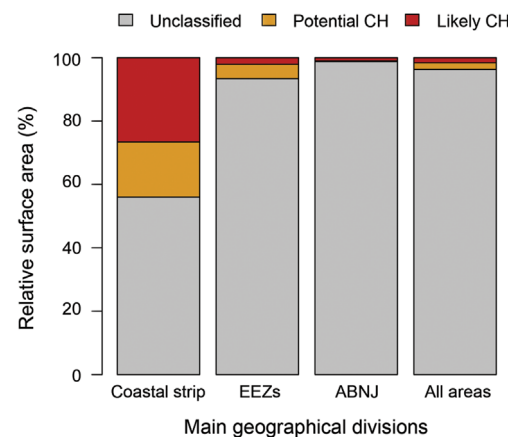 Unclassified Potential CH Likely CH
Relative surface area (%)
100
80
60
40
20
0
Coastal strip EEZs ABNJ All areas
Main geographical divisions